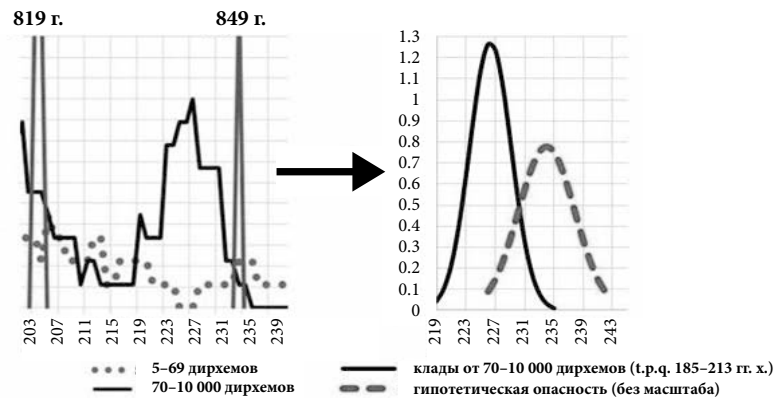 819 г. 849 г.
1.3
1.2
1.1
1
0.9
0.8
0.7
0.6
0.5
0.4
0.3
0.2
0.1
0
203 207 211 215 219 223 227 231 235 239
219 223 227 231 235 239 243
5–69 дирхемов
70–10 000 дирхемов
клады от 70–10 000 дирхемов (t.p.q. 185–213 гг. х.)
гипотетическая опасность (без масштаба)